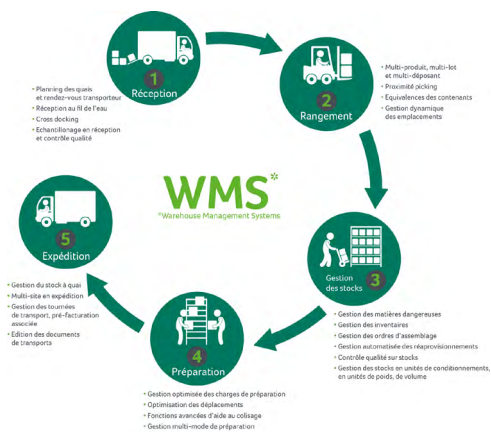 1
Réception
• Planning des quais
et rendez-vous transporteur
• Réception au fil de l'eau
• Cross docking
• Echantillonage en réception
et contrôle qualité
2
Rangement
• Multi-produit, multi-lot
et multi-déposant
• Proximité picking
• Equivalences des contenants
• Gestion dynamique
des emplacements
WMS*
*Warehouse Management Systems
3
Gestion
des stocks
• Gestion des matières dangereuses
• Gestion des inventaires
• Gestion des ordres d'assemblage
• Gestion automatisée des réaprovisionnements
• Contrôle qualité sur stocks
• Gestion des stocks en unités de conditionnements,
en unités de poids, de volume
4
Préparation
• Gestion optimisée des charges de préparation
• Optimisation des déplacements
• Fonctions avancées d'aide au colisage
• Gestion multi-mode de préparation
5
Expédition
• Gestion du stock à quai
• Multi-site en expédition
• Gestion des tournées
de transport, pré-facturation
associée
• Edition des documents
de transports